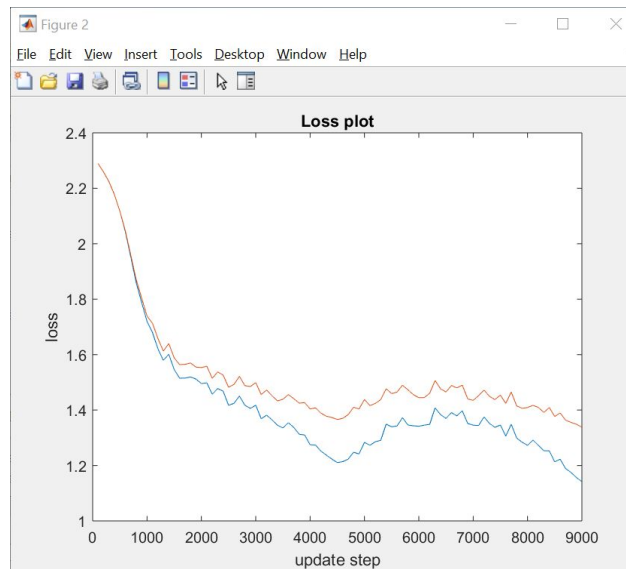 Figure 2
File Edit View Insert Tools Desktop Window Help
Loss plot
2.4
2.2
2
1.8
1.6
1.4
1.2
1
loss
0 1000 2000 3000 4000 5000 6000 7000 8000 9000
update step